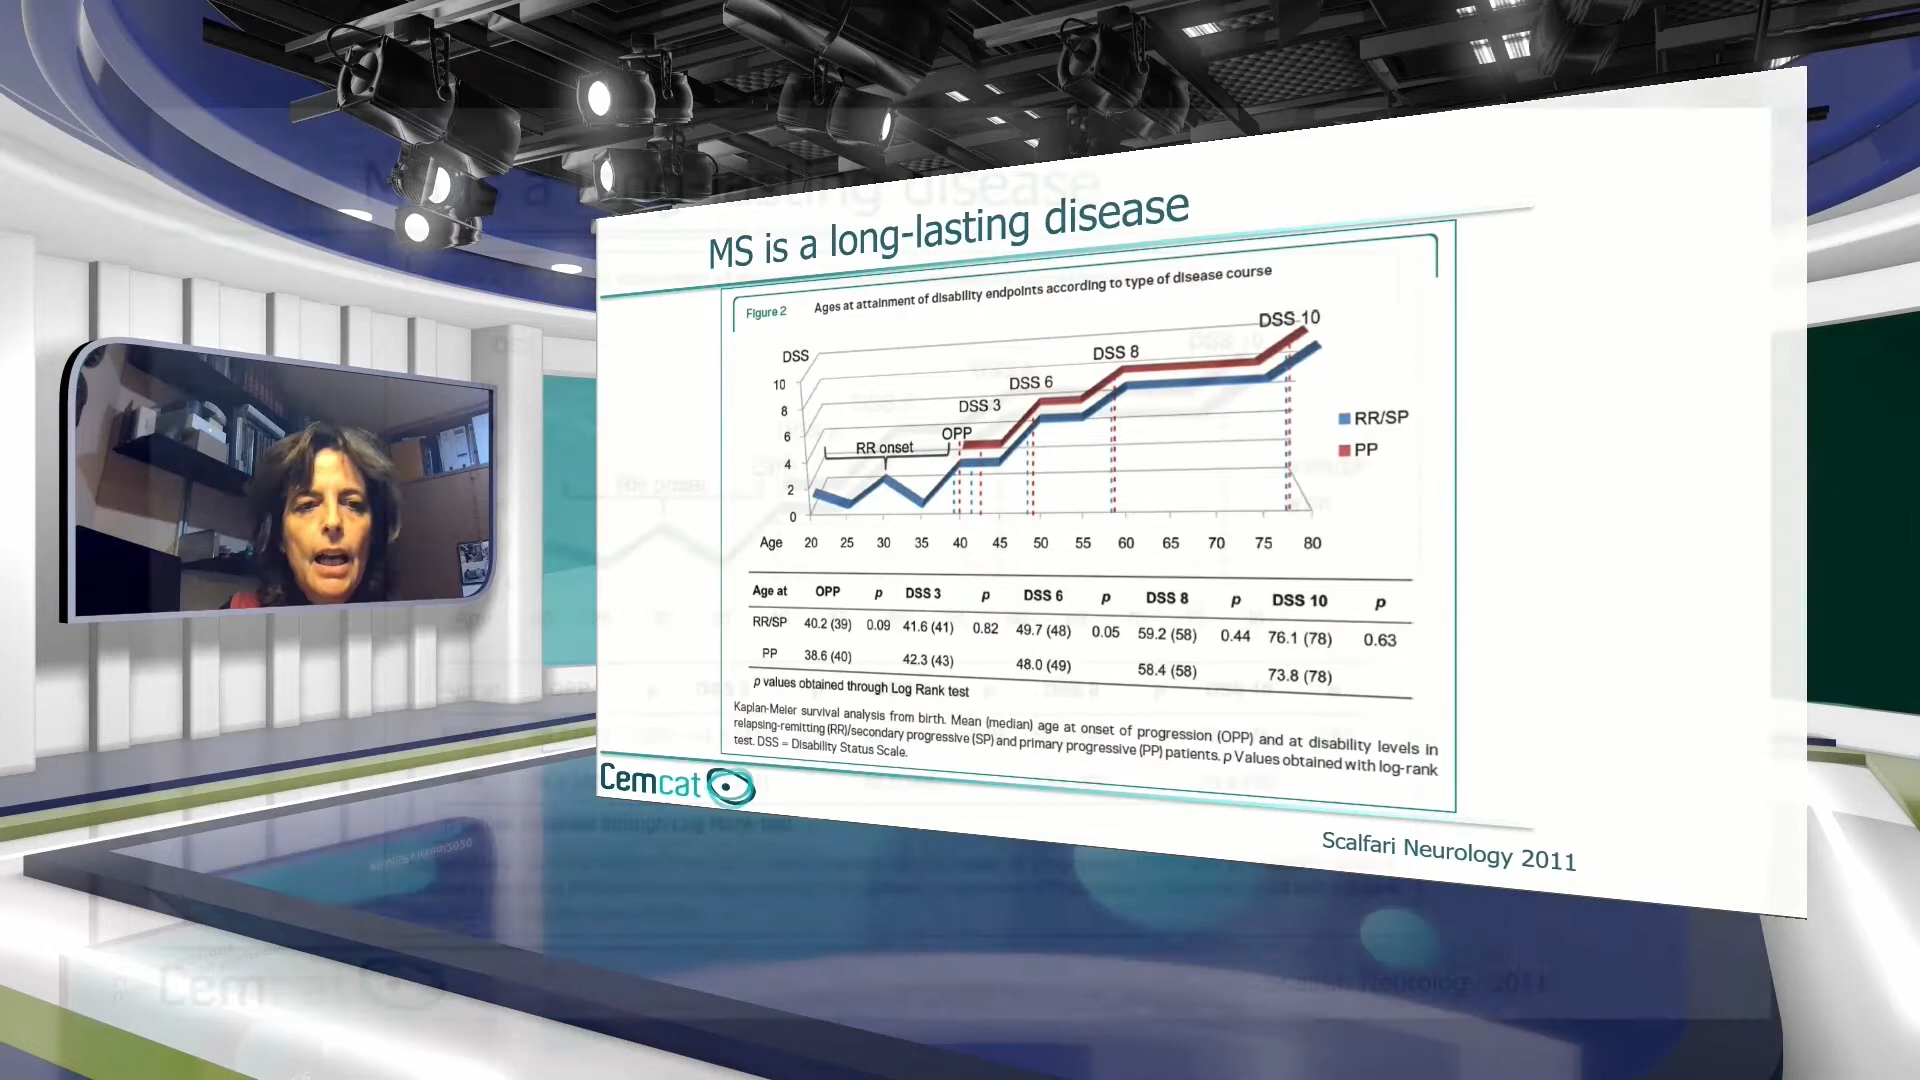 MS is a long-lasting disease
Figure 2 Ages at attainment of disability endpoints according to type of disease course
DSS
10
8
6
4
2
0
RR onset
OPP
DSS 3
DSS 6
DSS 8
DSS 10
RR/SP
PP
Age 20 25 30 35 40 45 50 55 60 65 70 75 80
Age at OPP p DSS 3 p DSS 6 p DSS 8 p DSS 10 p
RR/SP 40.2 (39) 0.09 41.6 (41) 0.82 49.7 (48) 0.05 59.2 (58) 0.44 76.1 (78) 0.63
PP 38.6 (40) 42.3 (43) 48.0 (49) 58.4 (58) 73.8 (78)
p values obtained through Log Rank test
Kaplan-Meier survival analysis from birth. Mean (median) age at onset of progression (OPP) and at disability levels in
relapsing-remitting (RR)/secondary progressive (SP) and primary progressive (PP) patients. p Values obtained with log-rank
test. DSS = Disability Status Scale.
Cemcat
Scalfari Neurology 2011